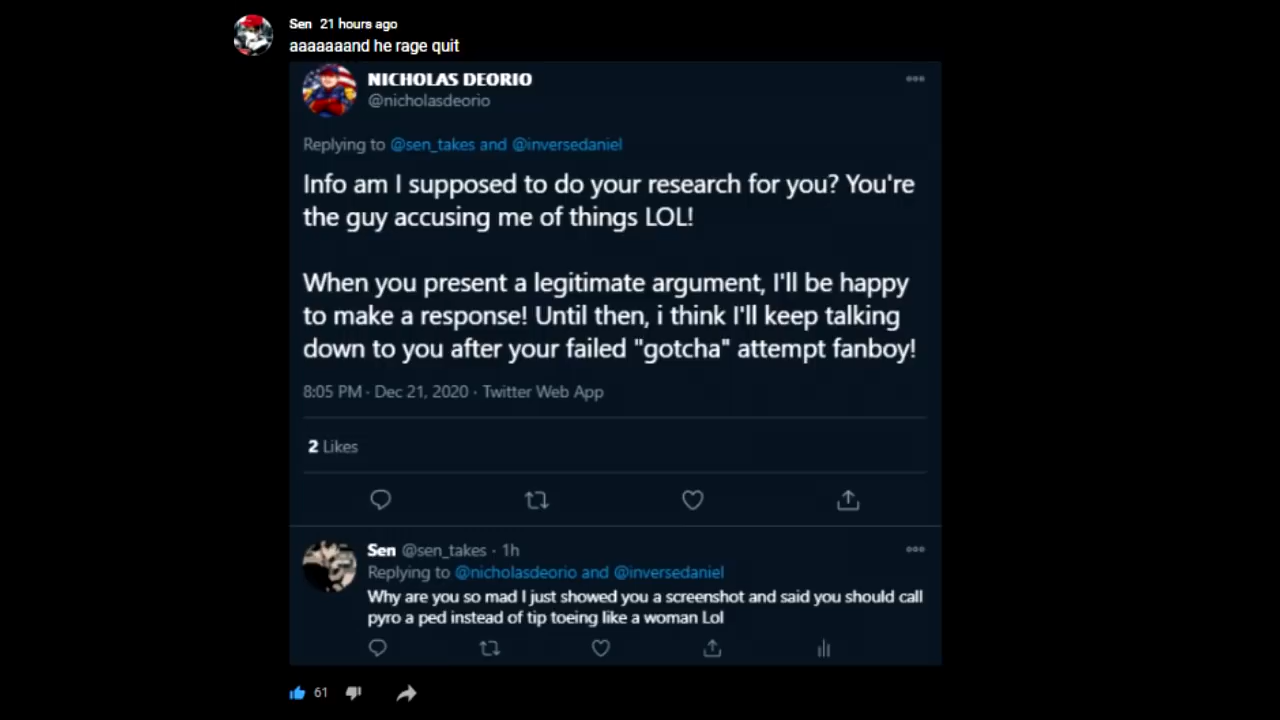 Sen 21 hours ago
aaaaaaand he rage quit
NICHOLAS DEORIO
@nicholasdeorio
Replying to @sen_takes and @inversedaniel
Info am I supposed to do your research for you? You're
the guy accusing me of things LOL!
When you present a legitimate argument, I'll be happy
to make a response! Until then, i think I'll keep talking
down to you after your failed "gotcha" attempt fanboy!
8:05 PM · Dec 21, 2020 · Twitter Web App
2 Likes
Sen @sen_takes · 1h
Replying to @nicholasdeorio and @inversedaniel
Why are you so mad I just showed you a screenshot and said you should call
pyro a ped instead of tip toeing like a woman Lol
61